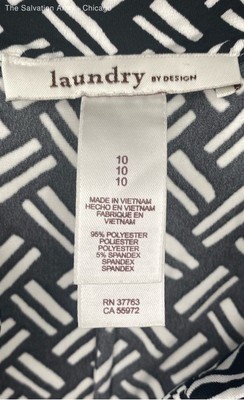 The Salvation Army - Chicago
laundry BY DESIGN
10
10
10
MADE IN VIETNAM
HECHO EN VIETNAM
FABRIQUE EN
VIETNAM
95% POLYESTER
POLIESTER
POLYESTER
5% SPANDEX
SPANDEX
SPANDEX
RN 37763
CA 55972